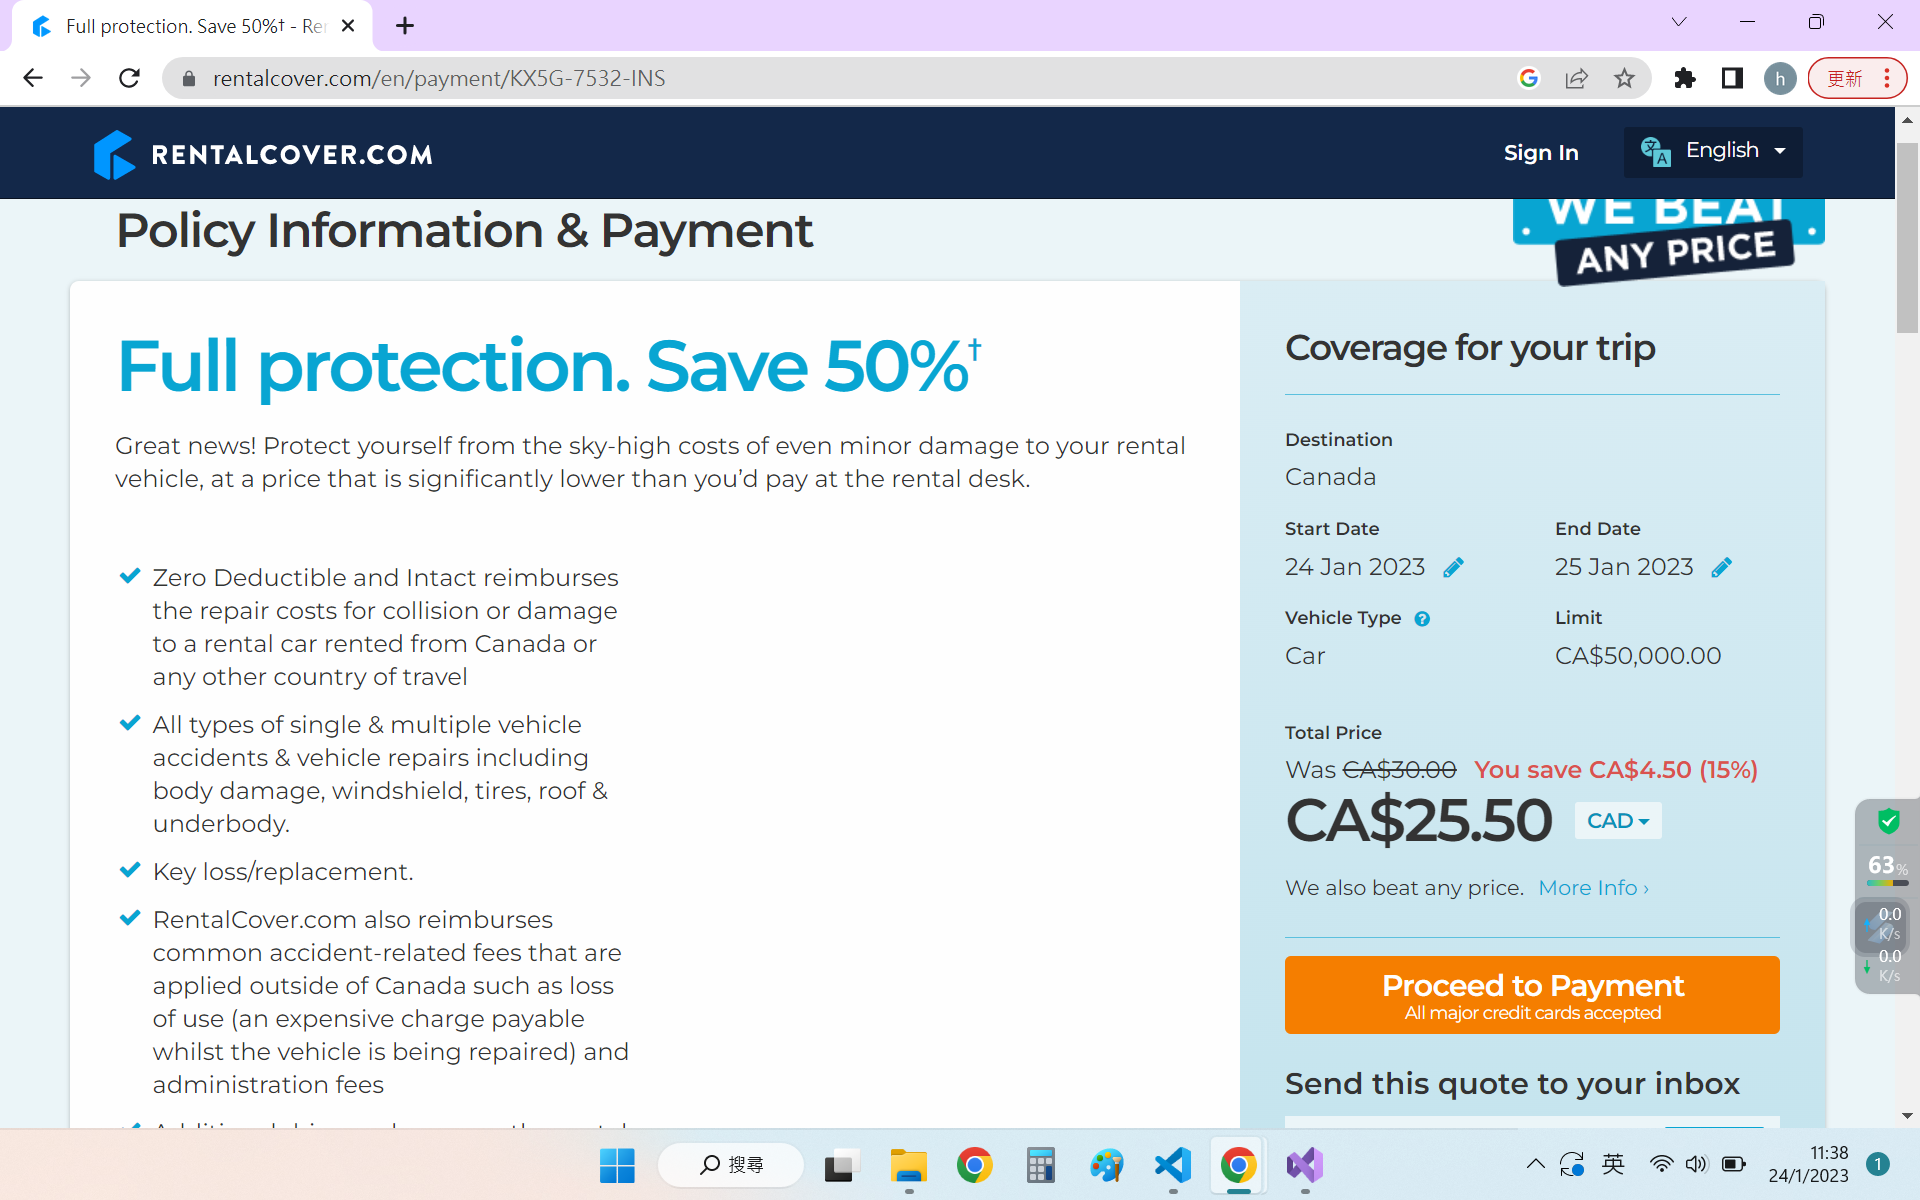 Full protection. Save 50%† - Re
rentalcover.com/en/payment/KX5G-7532-INS
h
更新
RENTALCOVER.COM
Sign In
English
Policy Information & Payment
WE BEAT
ANY PRICE
Full protection. Save 50%†
Great news! Protect yourself from the sky-high costs of even minor damage to your rental
vehicle, at a price that is significantly lower than you'd pay at the rental desk.
Zero Deductible and Intact reimburses
the repair costs for collision or damage
to a rental car rented from Canada or
any other country of travel
All types of single & multiple vehicle
accidents & vehicle repairs including
body damage, windshield, tires, roof &
underbody.
Key loss/replacement.
RentalCover.com also reimburses
common accident-related fees that are
applied outside of Canada such as loss
of use (an expensive charge payable
whilst the vehicle is being repaired) and
administration fees
Coverage for your trip
Destination
Canada
Start Date
End Date
24 Jan 2023
25 Jan 2023
Vehicle Type
Limit
Car
CA$50,000.00
Total Price
Was CA$30.00 You save CA$4.50 (15%)
CA$25.50
CAD
We also beat any price. More Info ›
Proceed to Payment
All major credit cards accepted
Send this quote to your inbox
63%
0.0
K/s
0.0
K/s
搜尋
英
11:38
24/1/2023
1